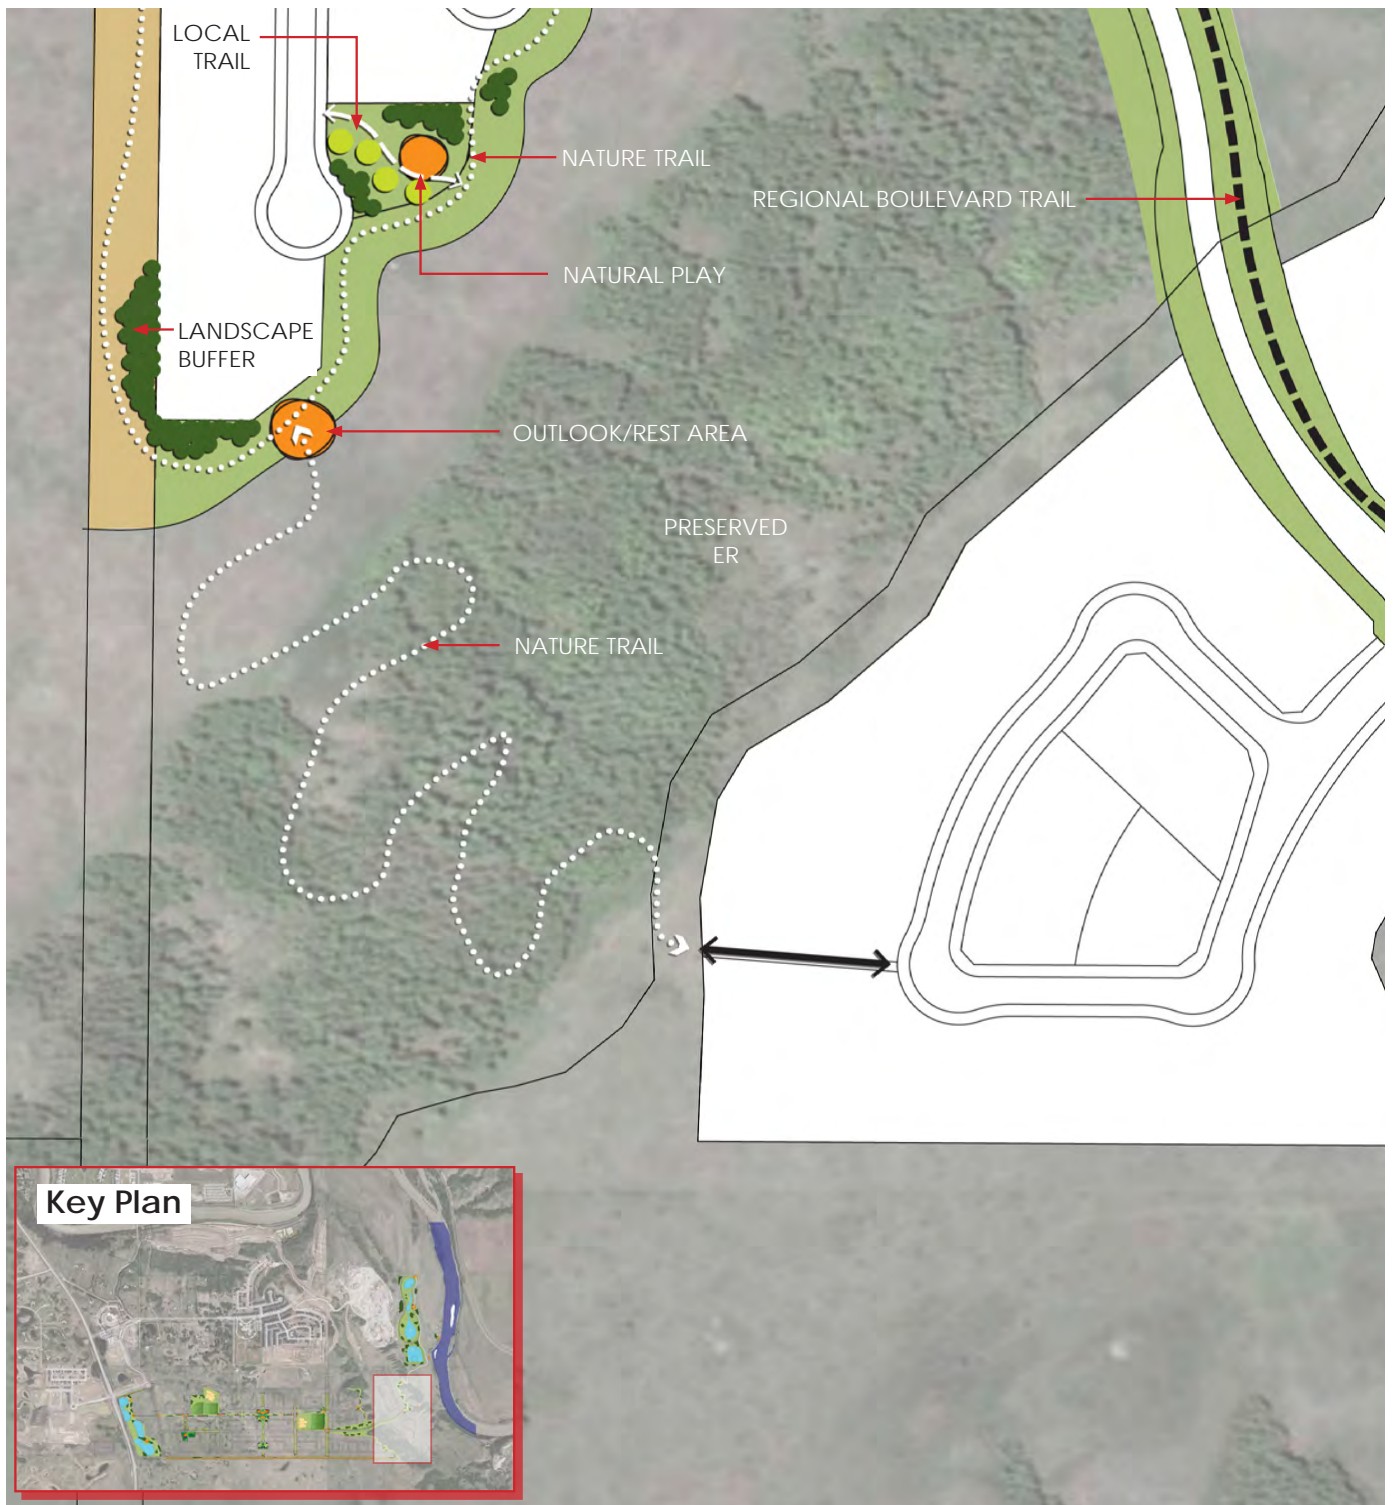 LOCAL
TRAIL
NATURE TRAIL
REGIONAL BOULEVARD TRAIL
NATURAL PLAY
LANDSCAPE
BUFFER
OUTLOOK/REST AREA
PRESERVED
ER
NATURE TRAIL
Key Plan